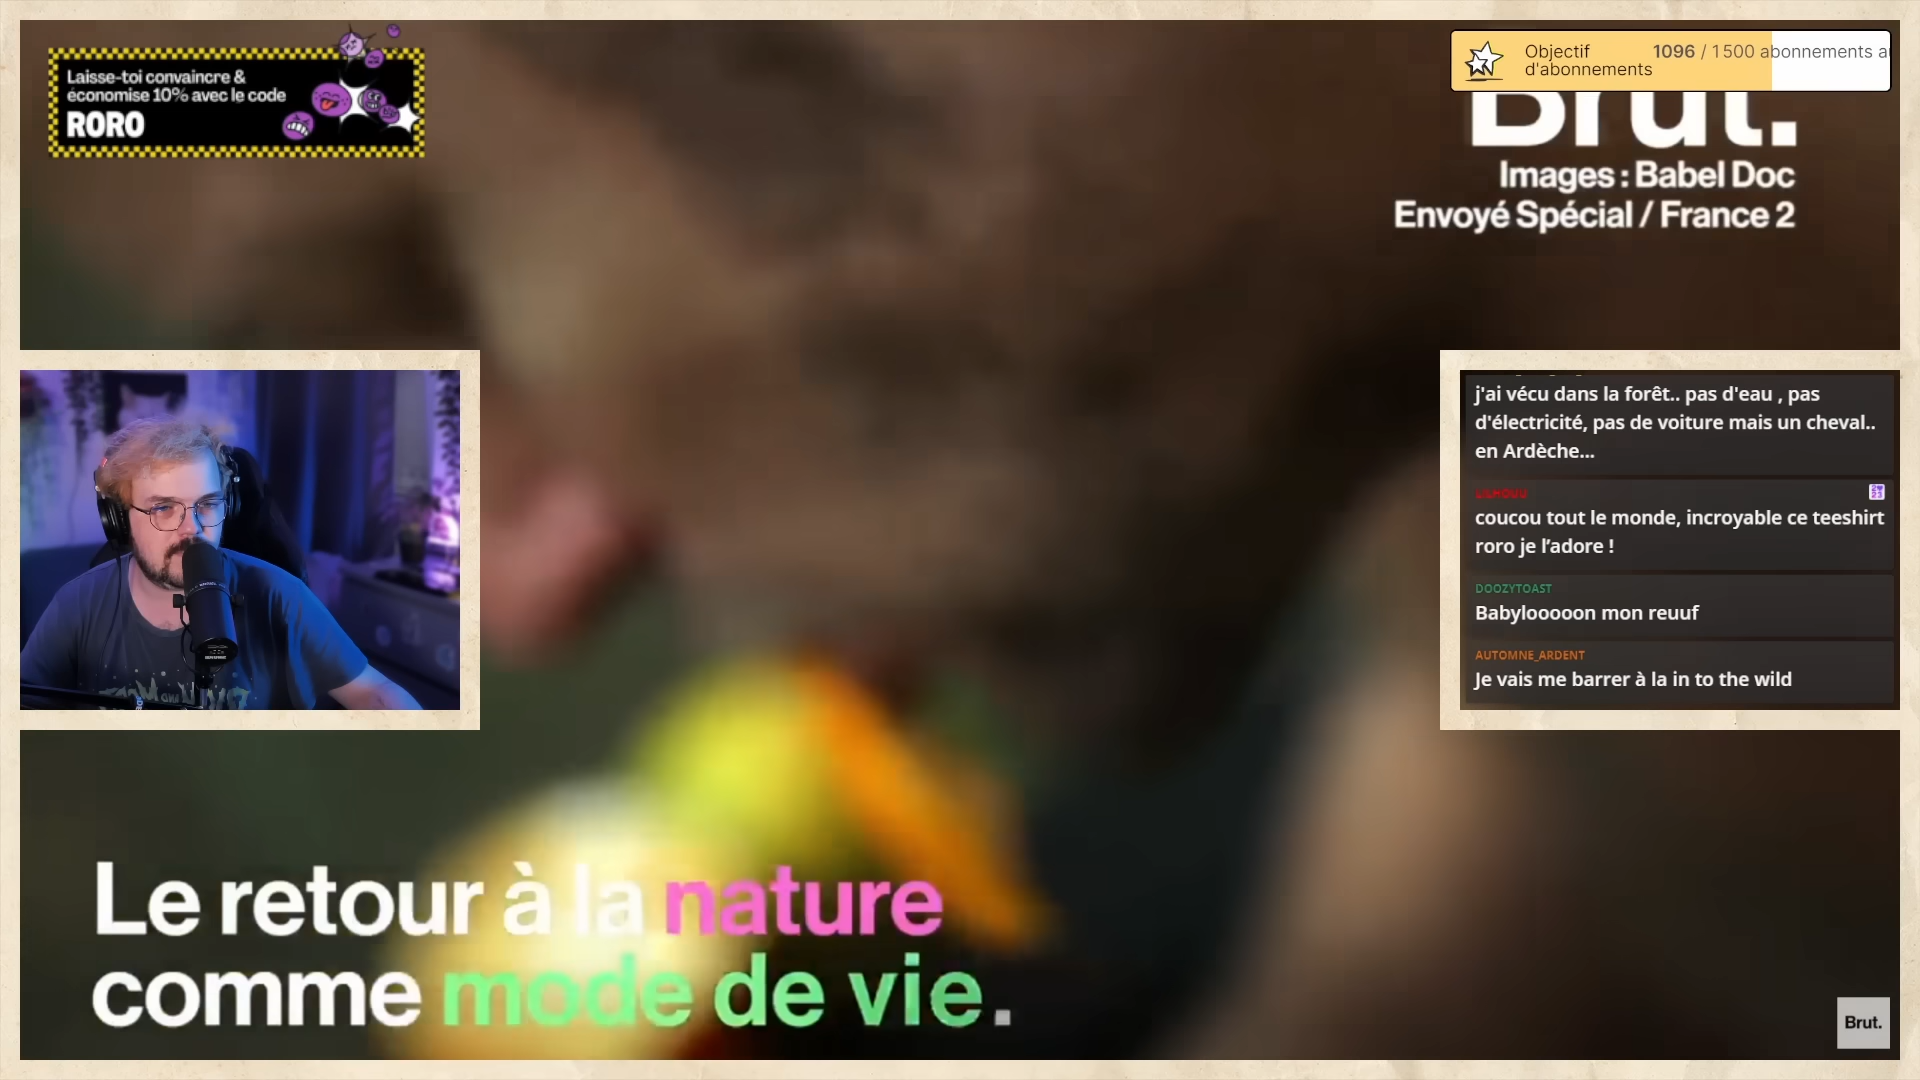 Laisse-toi convaincre &
économise 10% avec le code
RORO
Objectif
d'abonnements
1096 / 1500 abonnements a
Brut.
Images : Babel Doc
Envoyé Spécial / France 2
j'ai vécu dans la forêt.. pas d'eau , pas
d'électricité, pas de voiture mais un cheval..
en Ardèche...
coucou tout le monde, incroyable ce teeshirt
roro je l’adore !
DOOZYTOAST
Babylooooon mon reuuf
AUTOMNE_ARDENT
Je vais me barrer à la in to the wild
Le retour à la nature
comme mode de vie.
Brut.